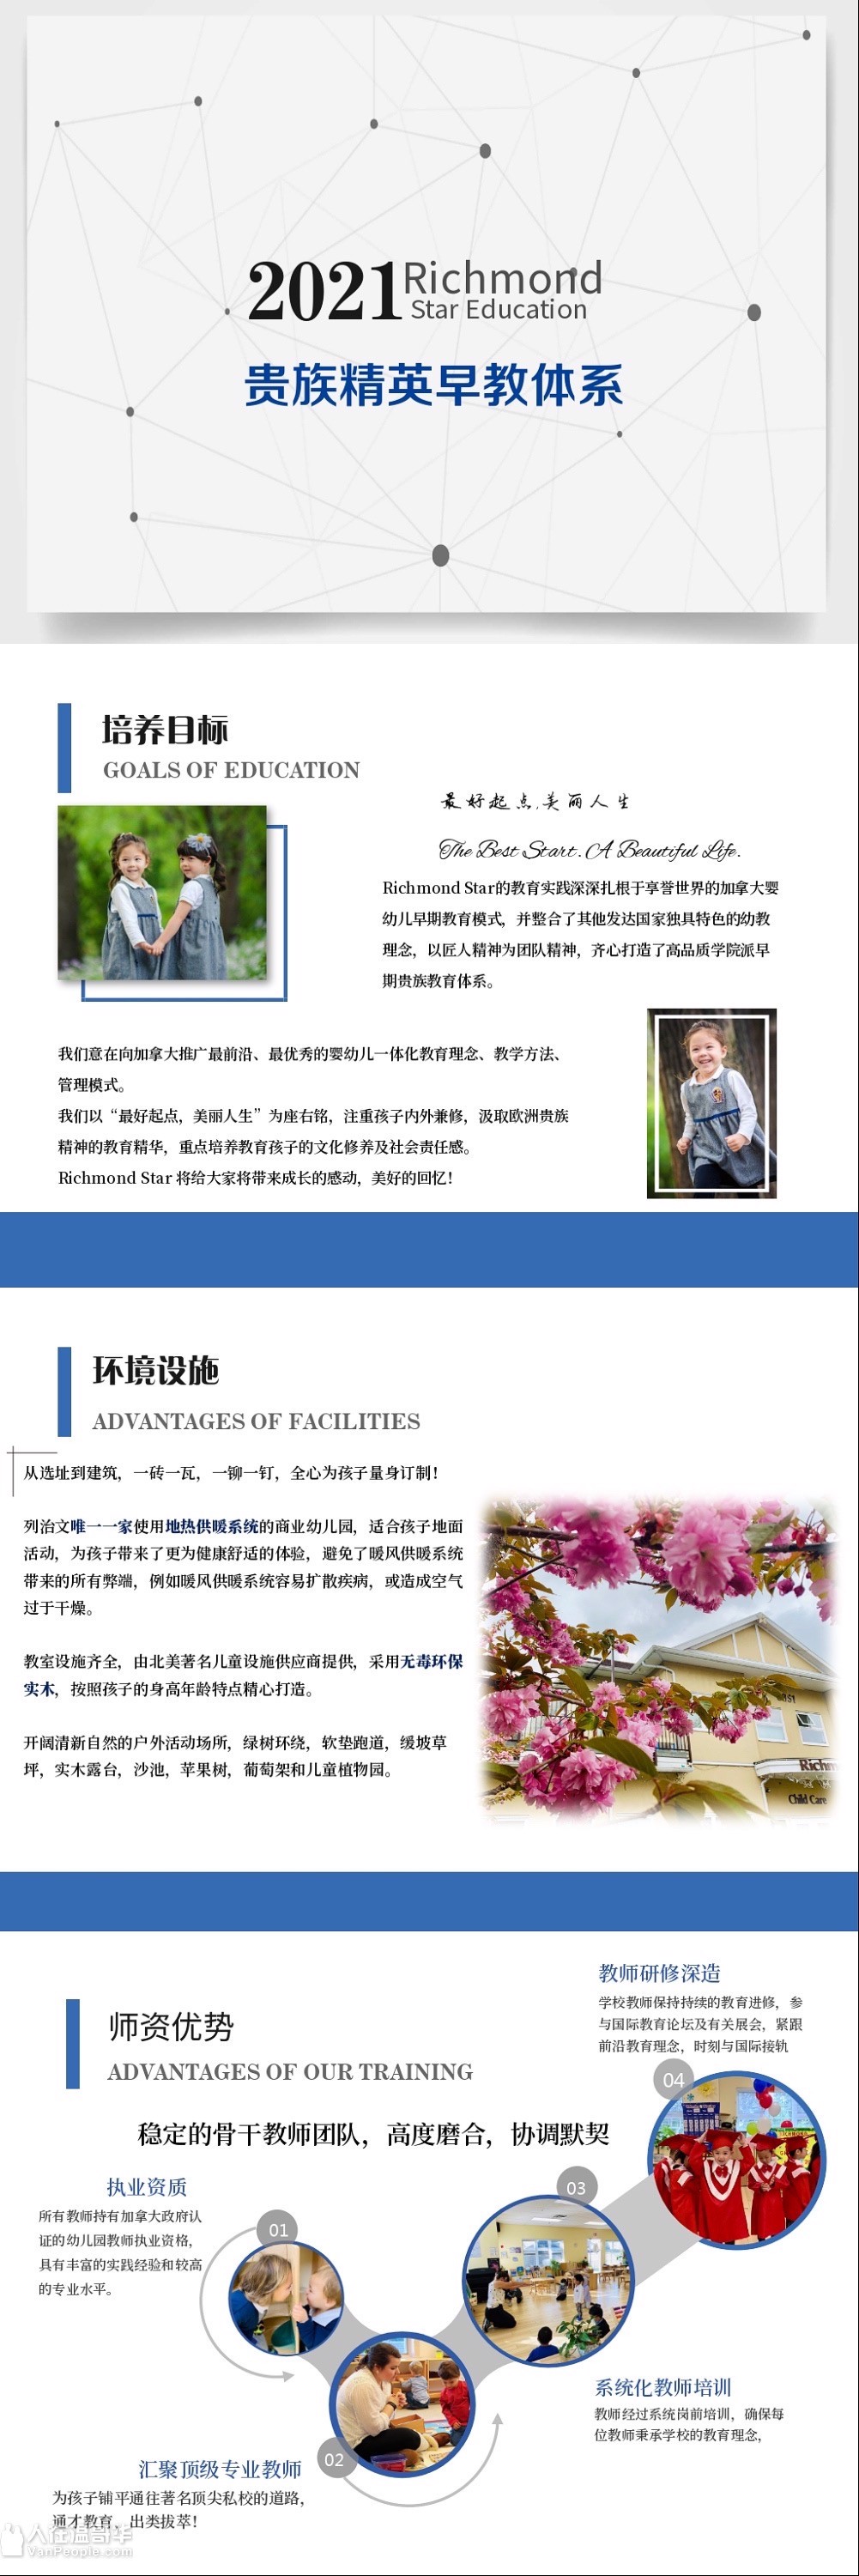 2021 Richmond
Star Education
贵族精英早教体系
培养目标
GOALS OF EDUCATION
最好起点,美丽人生
The Best Start. A Beautiful Life.
Richmond Star的教育实践深深扎根于享誉世界的加拿大婴
幼儿早期教育模式，并整合了其他发达国家独具特色的幼教
理念，以匠人精神为团队精神，齐心打造了高品质学院派早
期贵族教育体系。
我们意在向加拿大推广最前沿、最优秀的婴幼儿一体化教育理念、教学方法、
管理模式。
我们以“最好起点，美丽人生”为座右铭，注重孩子内外兼修，汲取欧洲贵族
精神的教育精华，重点培养教育孩子的文化修养及社会责任感。
Richmond Star 将给大家将带来成长的感动，美好的回忆！
环境设施
ADVANTAGES OF FACILITIES
从选址到建筑，一砖一瓦，一铆一钉，全心为孩子量身订制！
列治文唯一一家使用地热供暖系统的商业幼儿园，适合孩子地面
活动，为孩子带来了更为健康舒适的体验，避免了暖风供暖系统
带来的所有弊端，例如暖风供暖系统容易扩散疾病，或造成空气
过于干燥。
教室设施齐全，由北美著名儿童设施供应商提供，采用无毒环保
实木，按照孩子的身高年龄特点精心打造。
开阔清新自然的户外活动场所，绿树环绕，软垫跑道，缓坡草
坪，实木露台，沙池，苹果树，葡萄架和儿童植物园。
351
Richm
Child Care
教师研修深造
学校教师保持持续的教育进修，参
与国际教育论坛及有关展会，紧跟
前沿教育理念，时刻与国际接轨
师资优势
ADVANTAGES OF OUR TRAINING
04
稳定的骨干教师团队，高度磨合，协调默契
执业资质
所有教师持有加拿大政府认
证的幼儿园教师执业资格，
具有丰富的实践经验和较高
的专业水平。
01
03
系统化教师培训
教师经过系统岗前培训，确保每
位教师秉承学校的教育理念，
02
汇聚顶级专业教师
为孩子铺平通往著名顶尖私校的道路，
通才教育，出类拔萃！
人在温哥华
VanPeople.com